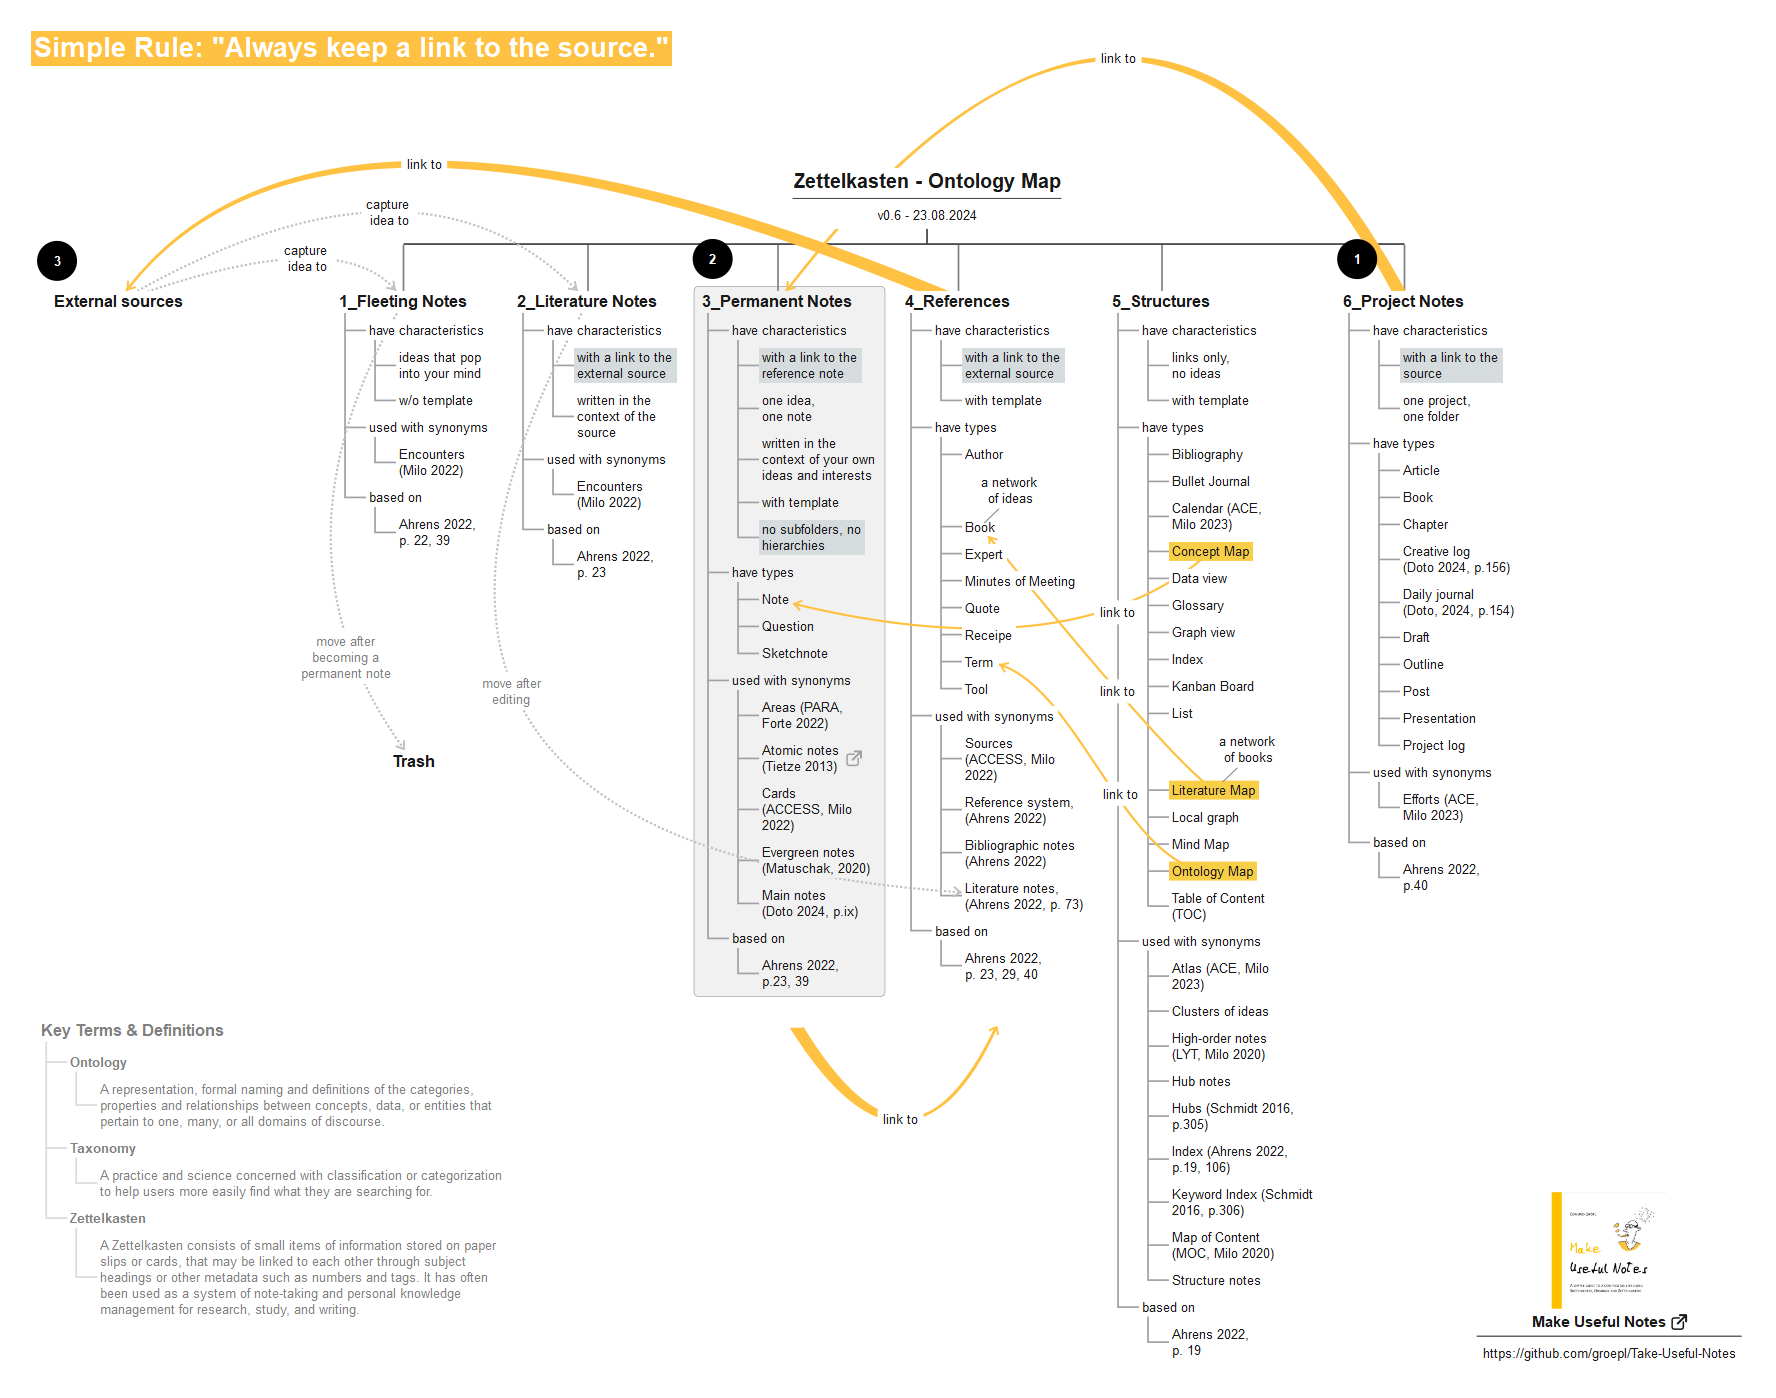 Simple Rule: "Always keep a link to the source."
link to
link to
Zettelkasten - Ontology Map
v0.6 - 23.08.2024
capture
idea to
capture
idea to
3
External sources
1_Fleeting Notes
have characteristics
ideas that pop
into your mind
w/o template
used with synonyms
Encounters
(Milo 2022)
based on
Ahrens 2022,
p. 22, 39
move after
becoming a
permanent note
Trash
2_Literature Notes
have characteristics
with a link to the
external source
written in the
context of the
source
used with synonyms
Encounters
(Milo 2022)
based on
Ahrens 2022,
p. 23
move after
editing
2
3_Permanent Notes
have characteristics
with a link to the
reference note
one idea,
one note
written in the
context of your own
ideas and interests
with template
no subfolders, no
hierarchies
have types
Note
Question
Sketchnote
used with synonyms
Areas (PARA,
Forte 2022)
Atomic notes
(Tietze 2013)
Cards
(ACCESS, Milo
2022)
Evergreen notes
(Matuschak, 2020)
Main notes
(Doto 2024, p.ix)
based on
Ahrens 2022,
p.23, 39
link to
4_References
have characteristics
with a link to the
external source
with template
have types
Author
a network
of ideas
Book
Expert
Minutes of Meeting
Quote
Receipe
Term
Tool
used with synonyms
Sources
(ACCESS, Milo
2022)
Reference system,
(Ahrens 2022)
Bibliographic notes
(Ahrens 2022)
Literature notes,
(Ahrens 2022, p. 73)
based on
Ahrens 2022,
p. 23, 29, 40
link to
link to
link to
5_Structures
have characteristics
links only,
no ideas
with template
have types
Bibliography
Bullet Journal
Calendar (ACE,
Milo 2023)
Concept Map
Data view
Glossary
Graph view
Index
Kanban Board
List
a network
of books
Literature Map
Local graph
Mind Map
Ontology Map
Table of Content
(TOC)
used with synonyms
Atlas (ACE, Milo
2023)
Clusters of ideas
High-order notes
(LYT, Milo 2020)
Hub notes
Hubs (Schmidt 2016,
p.305)
Index (Ahrens 2022,
p.19, 106)
Keyword Index (Schmidt
2016, p.306)
Map of Content
(MOC, Milo 2020)
Structure notes
based on
Ahrens 2022,
p. 19
1
6_Project Notes
have characteristics
with a link to the
source
one project,
one folder
have types
Article
Book
Chapter
Creative log
(Doto 2024, p.156)
Daily journal
(Doto, 2024, p.154)
Draft
Outline
Post
Presentation
Project log
used with synonyms
Efforts (ACE,
Milo 2023)
based on
Ahrens 2022,
p.40
Key Terms & Definitions
Ontology
A representation, formal naming and definitions of the categories,
properties and relationships between concepts, data, or entities that
pertain to one, many, or all domains of discourse.
Taxonomy
A practice and science concerned with classification or categorization
to help users more easily find what they are searching for.
Zettelkasten
A Zettelkasten consists of small items of information stored on paper
slips or cards, that may be linked to each other through subject
headings or other metadata such as numbers and tags. It has often
been used as a system of note-taking and personal knowledge
management for research, study, and writing.
Make
Useful Notes
Make Useful Notes
https://github.com/groepl/Take-Useful-Notes